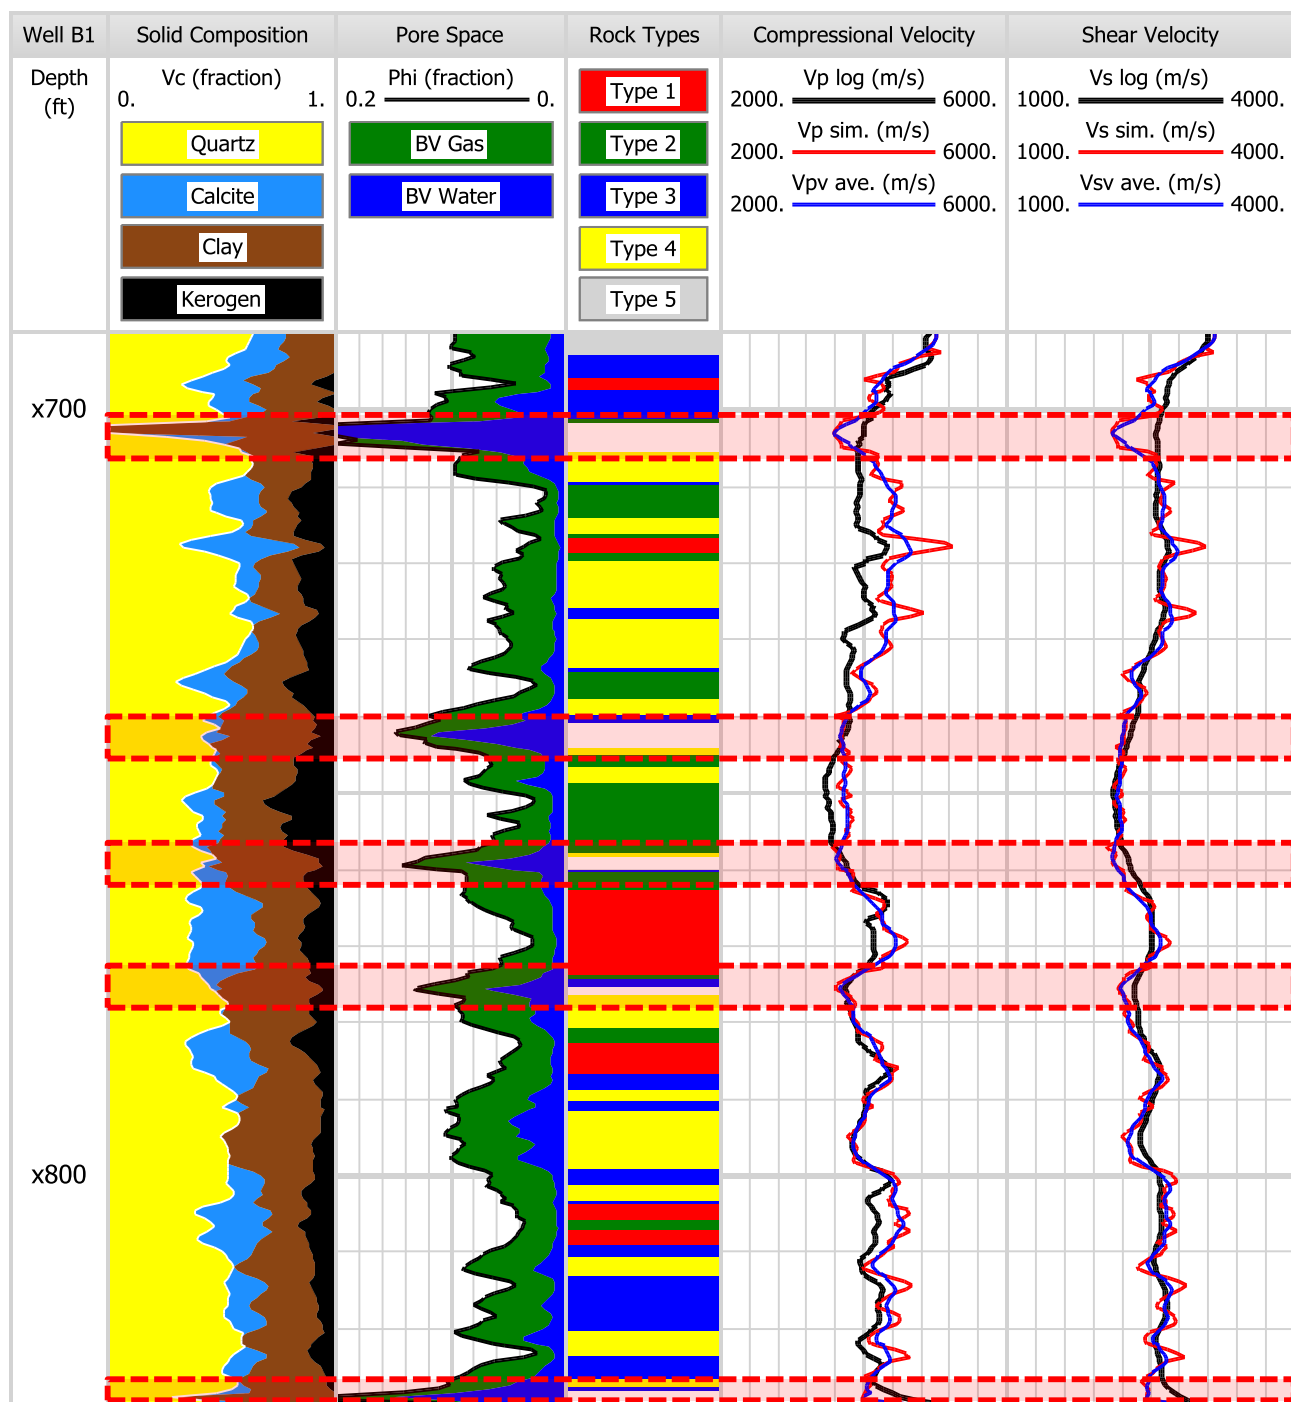 Well B1 Solid Composition Pore Space Rock Types Compressional Velocity Shear Velocity
Depth
(ft)
Vc (fraction)
0. 1.
Quartz
Calcite
Clay
Kerogen
Phi (fraction)
0.2 0.
BV Gas
BV Water
Type 1
Type 2
Type 3
Type 4
Type 5
Vp log (m/s)
2000. 6000.
Vp sim. (m/s)
2000. 6000.
Vpv ave. (m/s)
2000. 6000.
Vs log (m/s)
1000. 4000.
Vs sim. (m/s)
1000. 4000.
Vsv ave. (m/s)
1000. 4000.
x700
x800